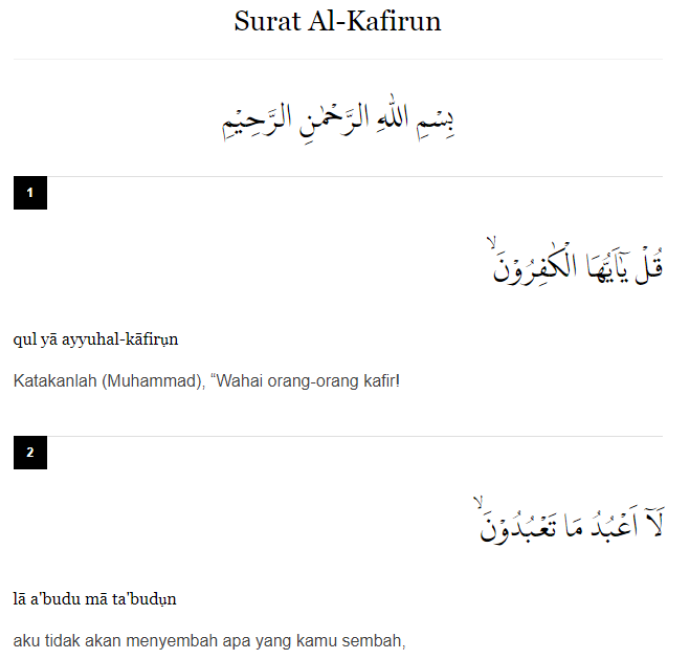 Surat Al-Kafirun
بِسْمِ اللّٰهِ الرَّحْمٰنِ الرَّحِيْمِ
1
قُلْ يٰٓاَيُّهَا الْكٰفِرُوْنَۙ
qul yā ayyuhal-kāfirụn
Katakanlah (Muhammad), “Wahai orang-orang kafir!
2
لَآ اَعْبُدُ مَا تَعْبُدُوْنَۙ
lā a'budu mā ta'budụn
aku tidak akan menyembah apa yang kamu sembah,